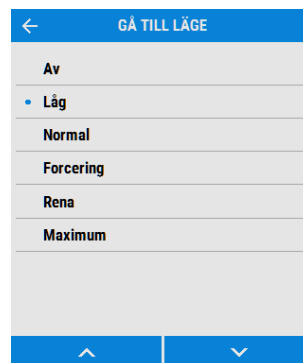 GÅ TILL LÄGE
Av
Låg
Normal
Forcering
Rena
Maximum